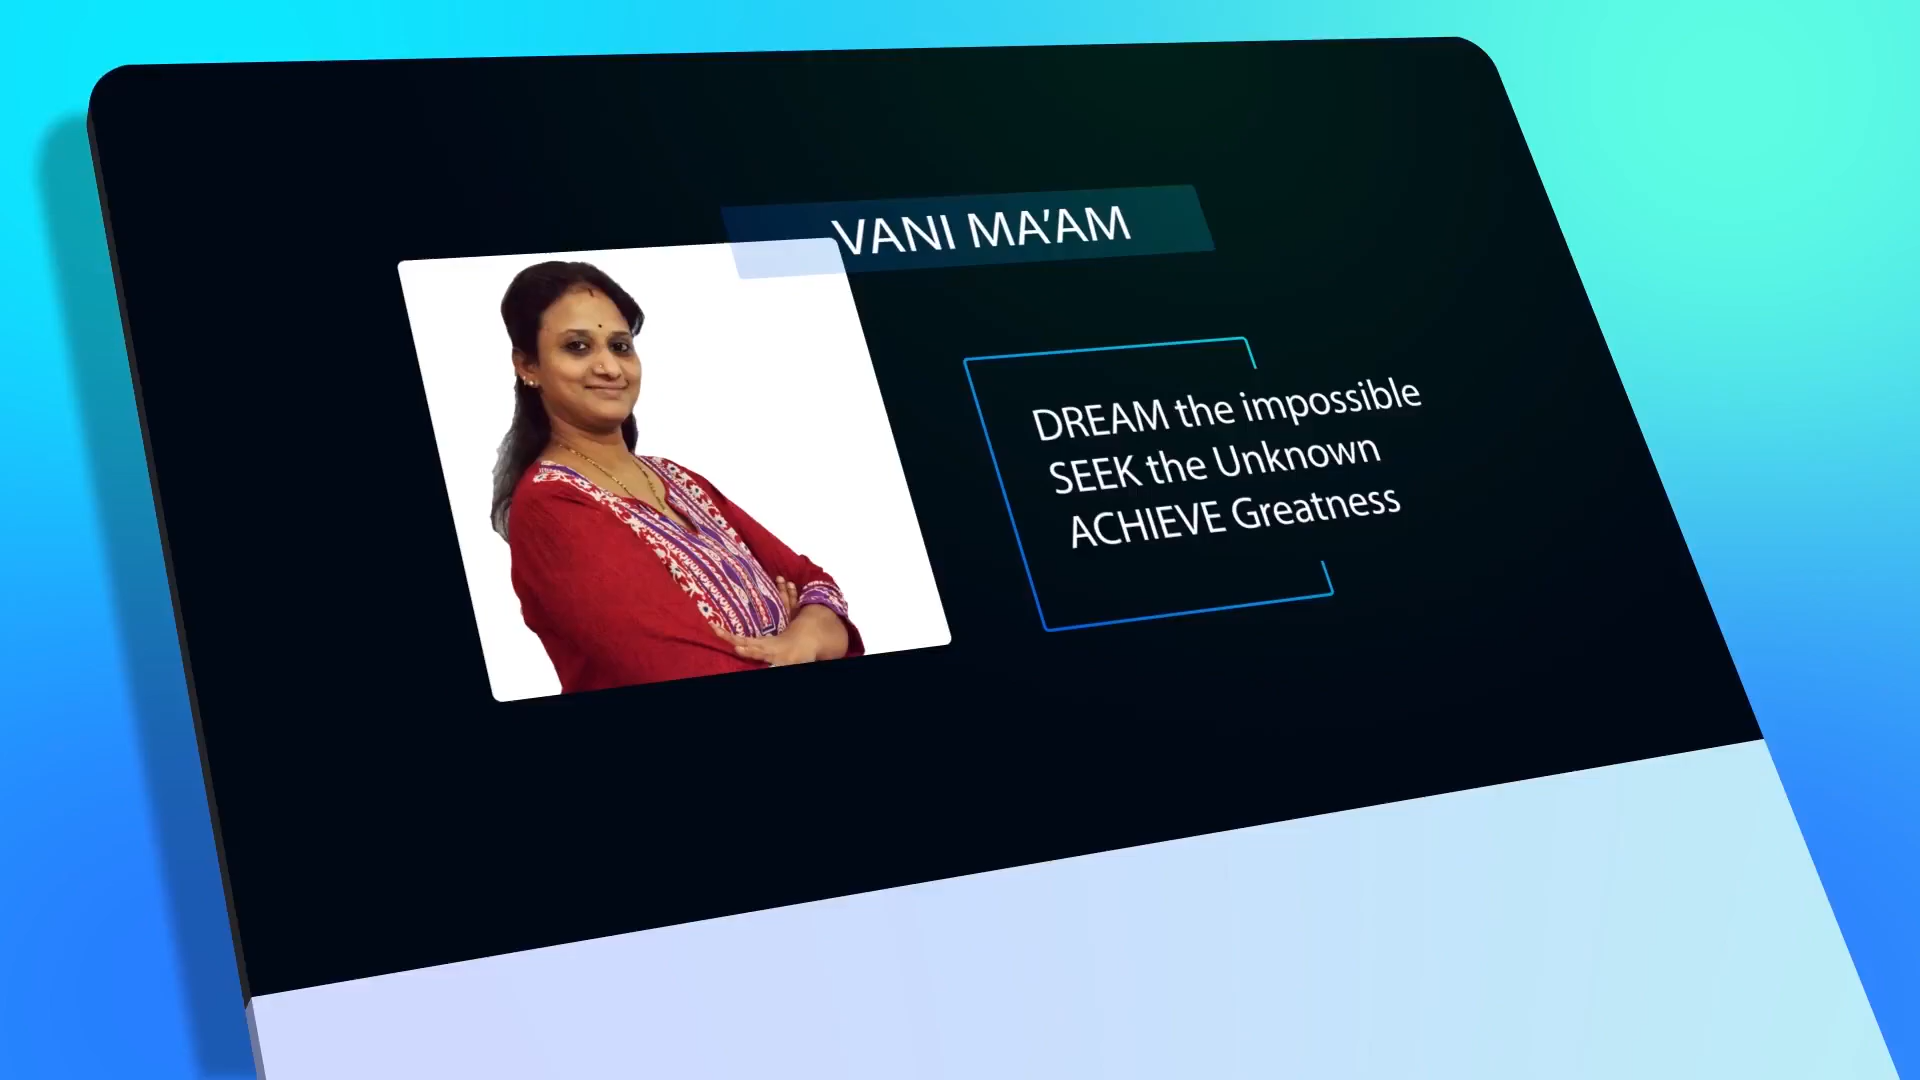 VANI MA'AM
DREAM the impossible
SEEK the Unknown
ACHIEVE Greatness